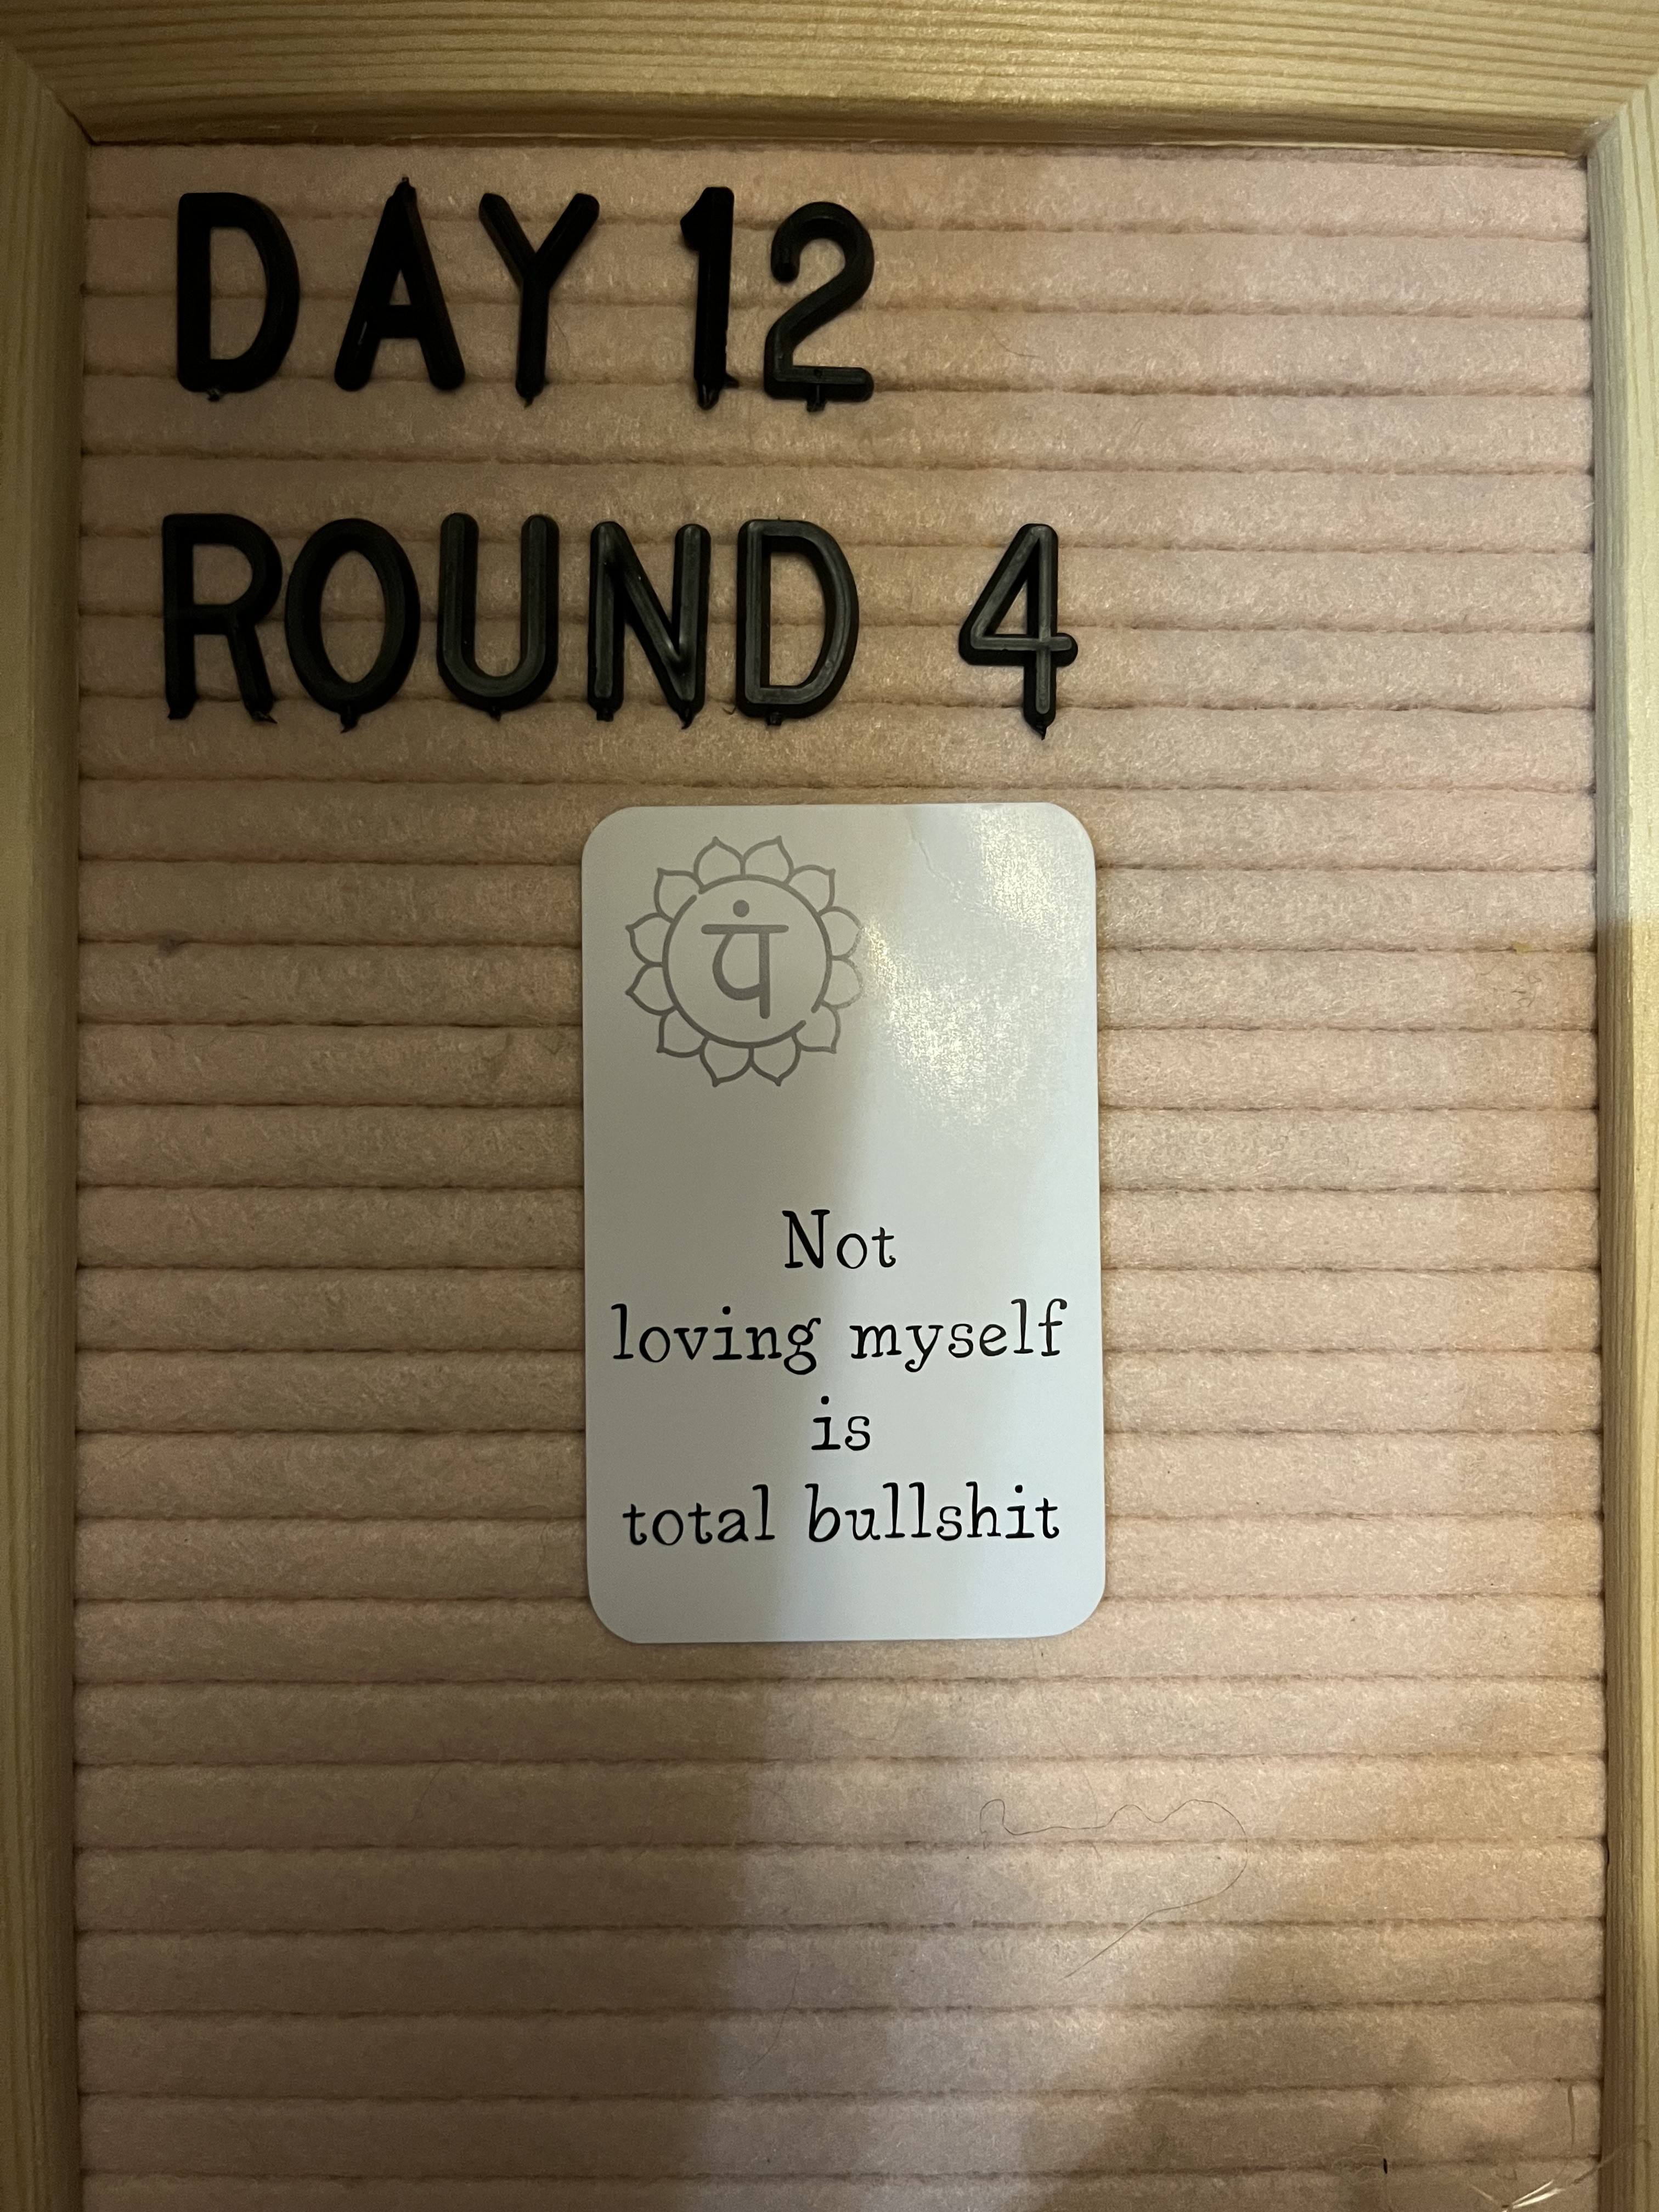 DAY 12
ROUND 4
यं
Not
loving myself
is
total bullshit